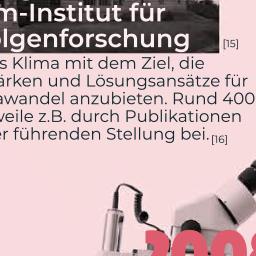 m-Institut für
lgenforschung [15]
s Klima mit dem Ziel, die
ärken und Lösungsansätze für
awandel anzubieten. Rund 400
weile z.B. durch Publikationen
er führenden Stellung bei. [16]